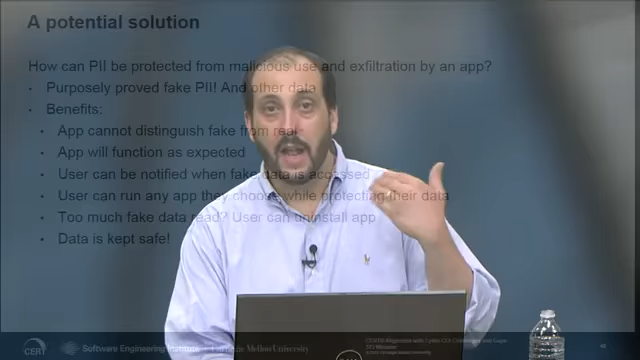 A potential solution
How can PII be protected from malicious use and exfiltration by an app?
• Purposely proved fake PII! And other data
• Benefits:
• App cannot distinguish fake from real
• App will function as expected
• User can be notified when fake data is accessed
• User can run any app they choose while protecting their data
• Too much fake data read? User can uninstall app
• Data is kept safe!
CERT
Software Engineering Institute
Carnegie Mellon University